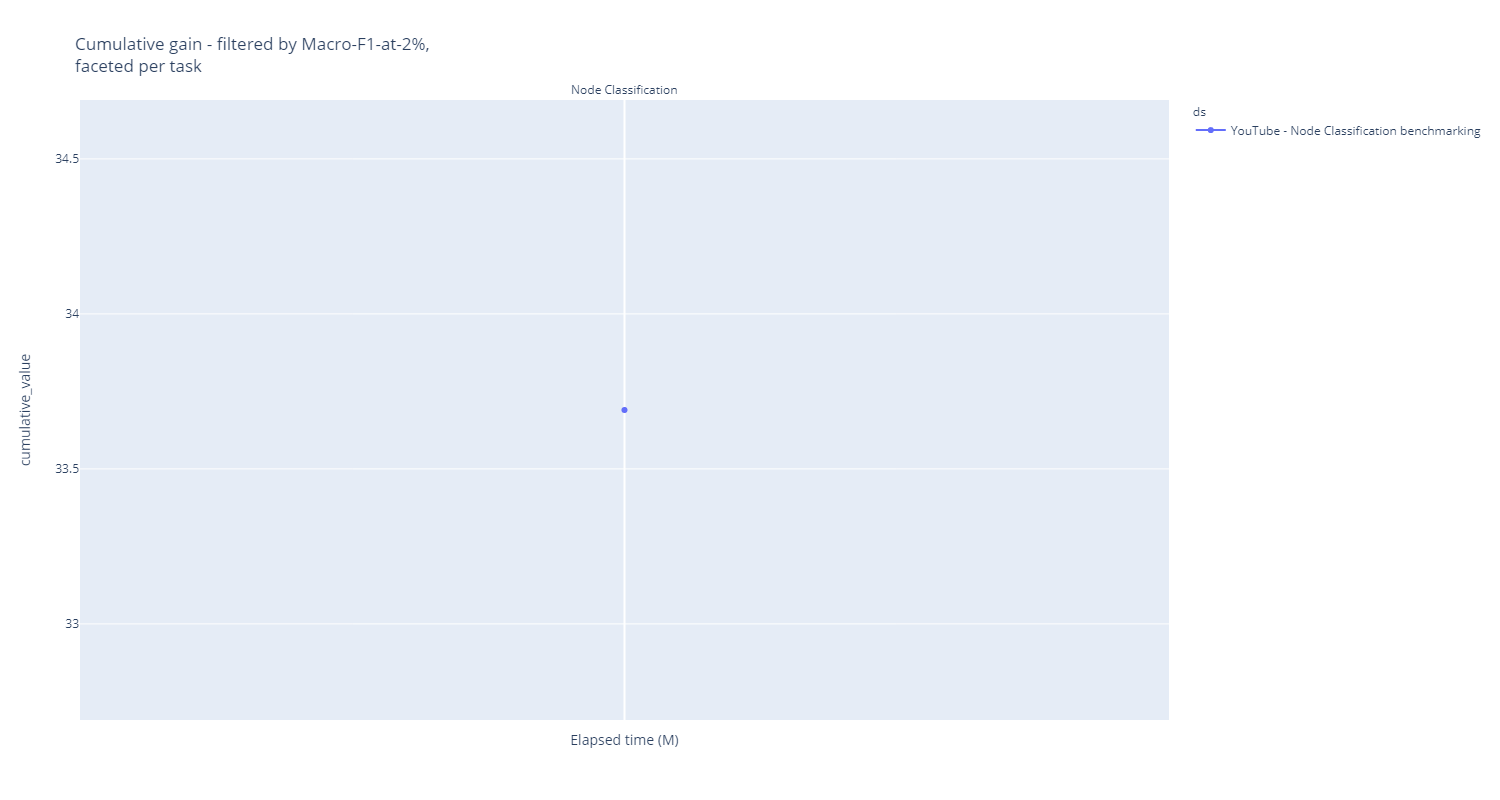 Cumulative gain - filtered by Macro-F1-at-2%,
faceted per task
Node Classification
ds
YouTube - Node Classification benchmarking
34.5
34
33.5
33
cumulative_value
Elapsed time (M)